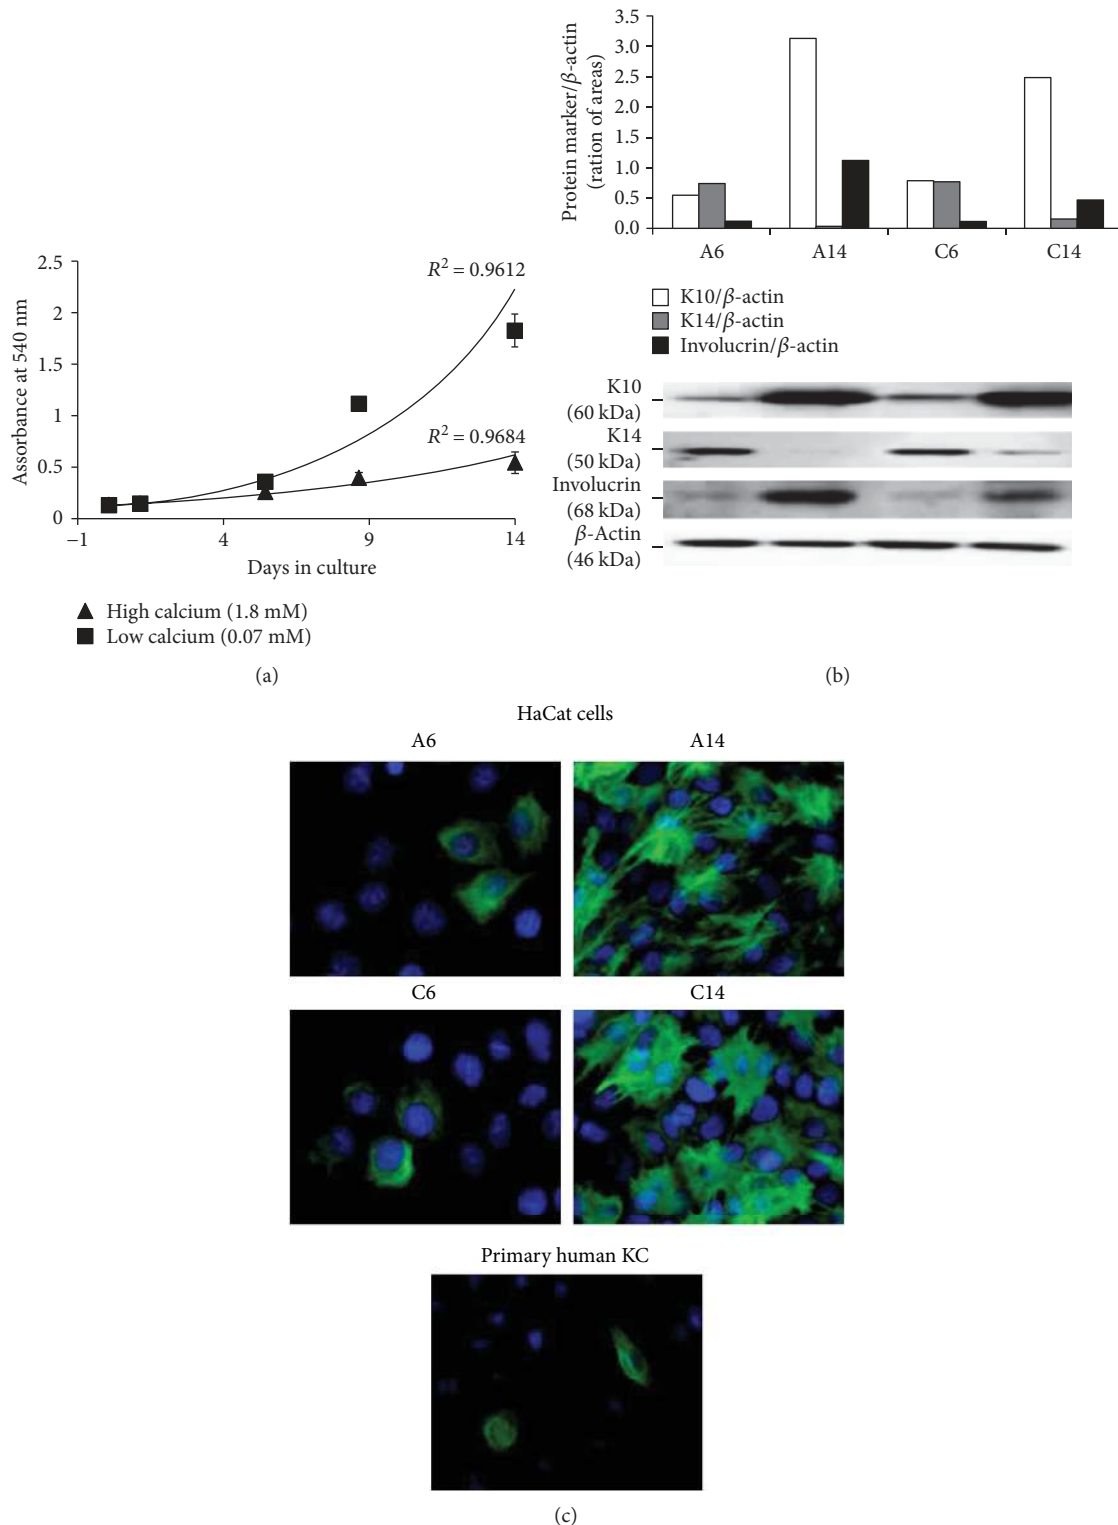 2.5
2
1.5
1
0.5
0
−1
4
9
14
Assorbance at 540 nm
Days in culture
R² = 0.9612
R² = 0.9684
High calcium (1.8 mM)
Low calcium (0.07 mM)
(a)
3.5
3.0
2.5
2.0
1.5
1.0
0.5
0.0
Protein marker/β-actin
(ration of areas)
A6
A14
C6
C14
K10/β-actin
K14/β-actin
Involucrin/β-actin
K10
(60 kDa)
K14
(50 kDa)
Involucrin
(68 kDa)
β-Actin
(46 kDa)
(b)
HaCat cells
A6
A14
C6
C14
Primary human KC
(c)